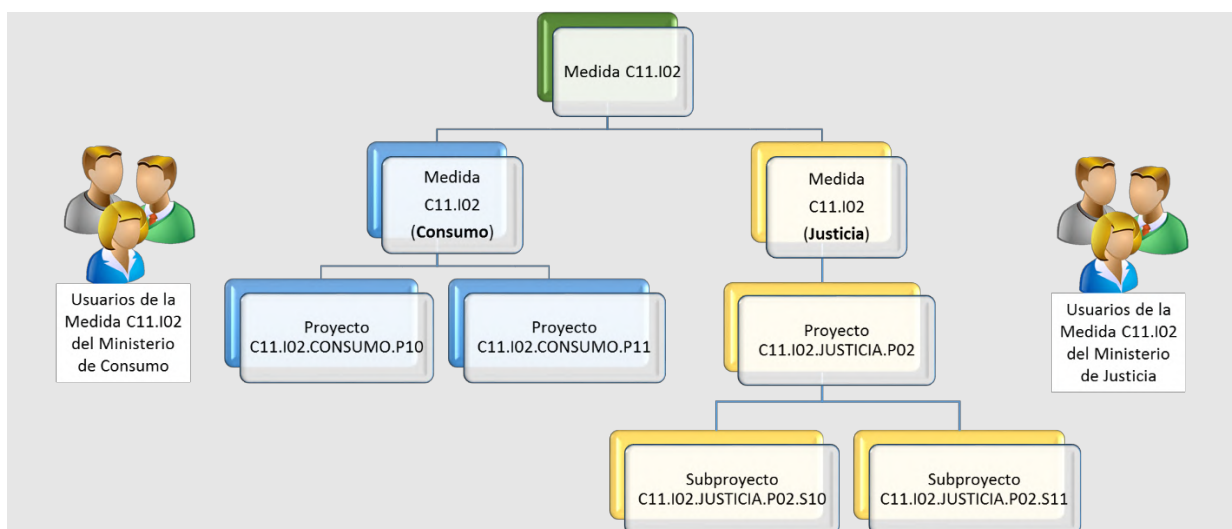 Medida C11.I02
Medida
C11.I02
(Consumo)
Medida
C11.I02
(Justicia)
Usuarios de la
Medida C11.I02
del Ministerio
de Consumo
Proyecto
C11.I02.CONSUMO.P10
Proyecto
C11.I02.CONSUMO.P11
Proyecto
C11.I02.JUSTICIA.P02
Usuarios de la
Medida C11.I02
del Ministerio
de Justicia
Subproyecto
C11.I02.JUSTICIA.P02.S10
Subproyecto
C11.I02.JUSTICIA.P02.S11